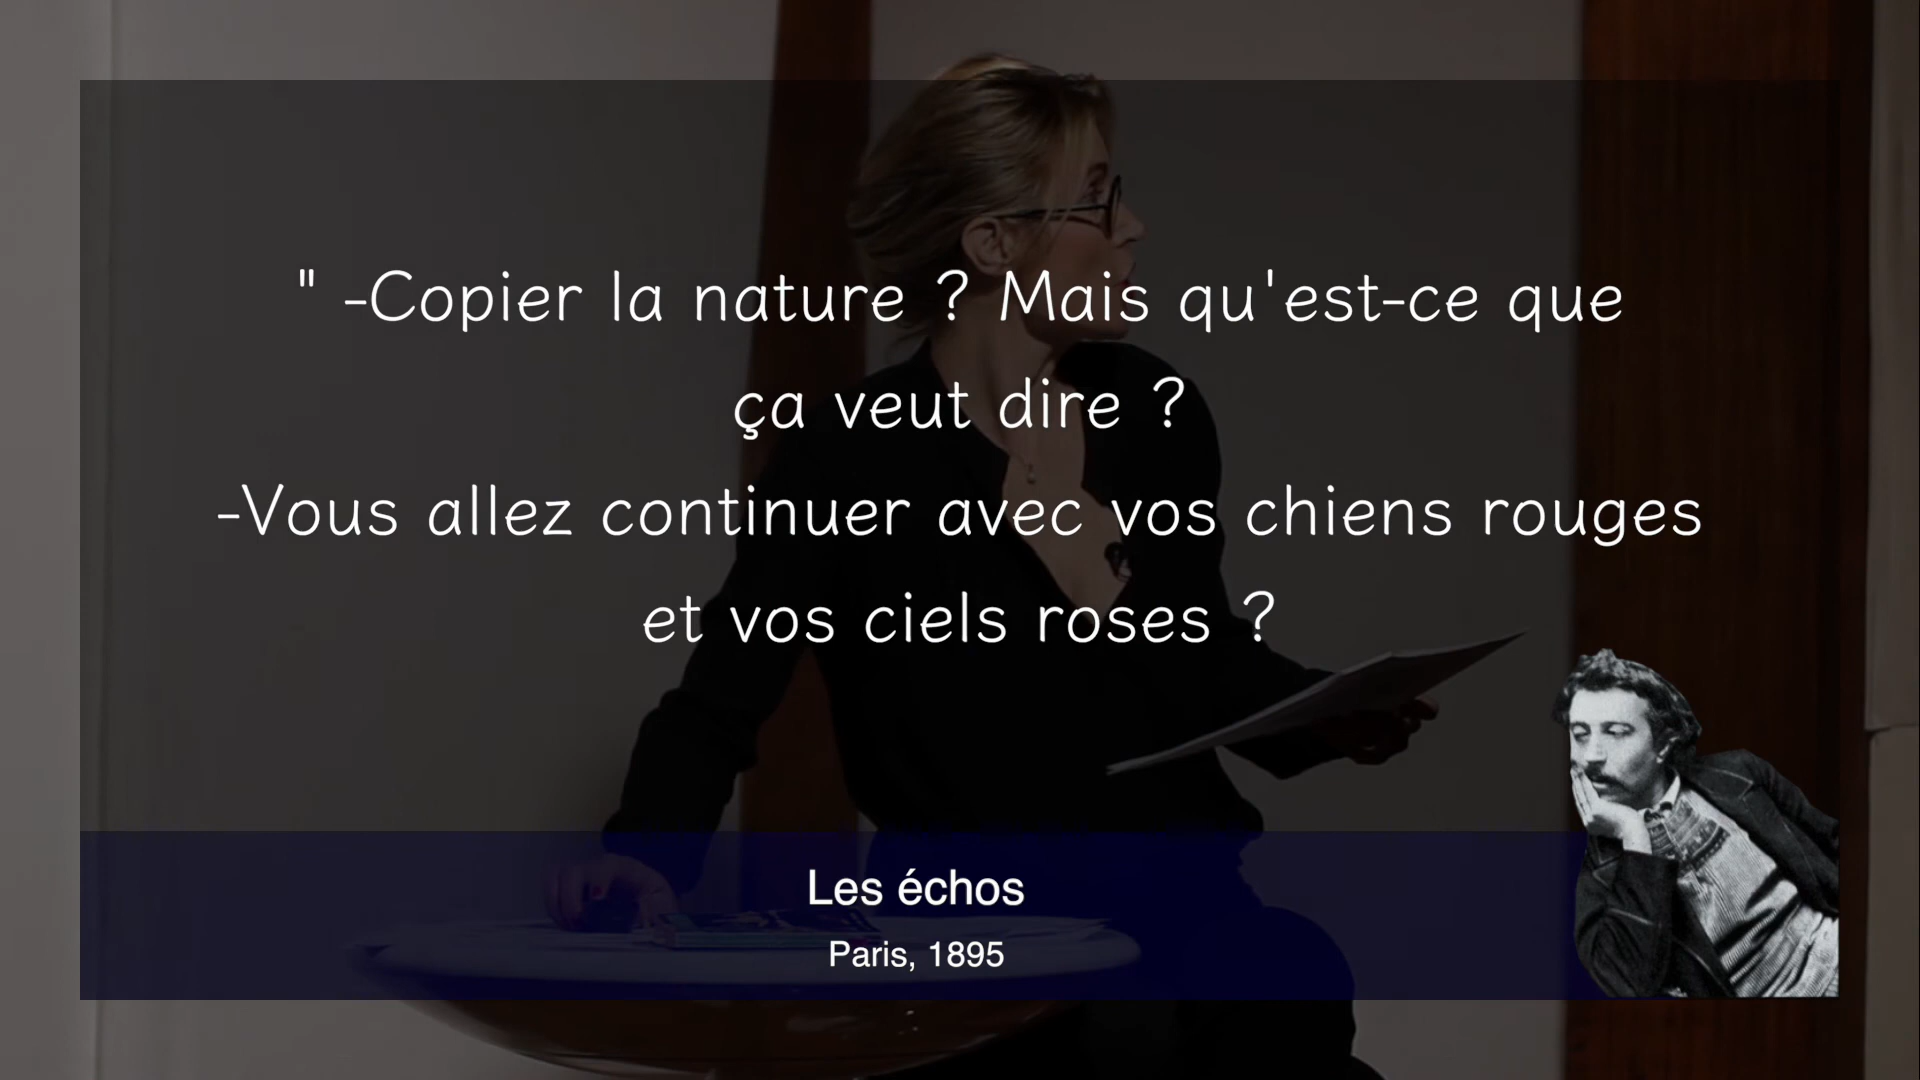 " -Copier la nature ? Mais qu'est-ce que
ça veut dire ?
-Vous allez continuer avec vos chiens rouges
et vos ciels roses ?
Les échos
Paris, 1895